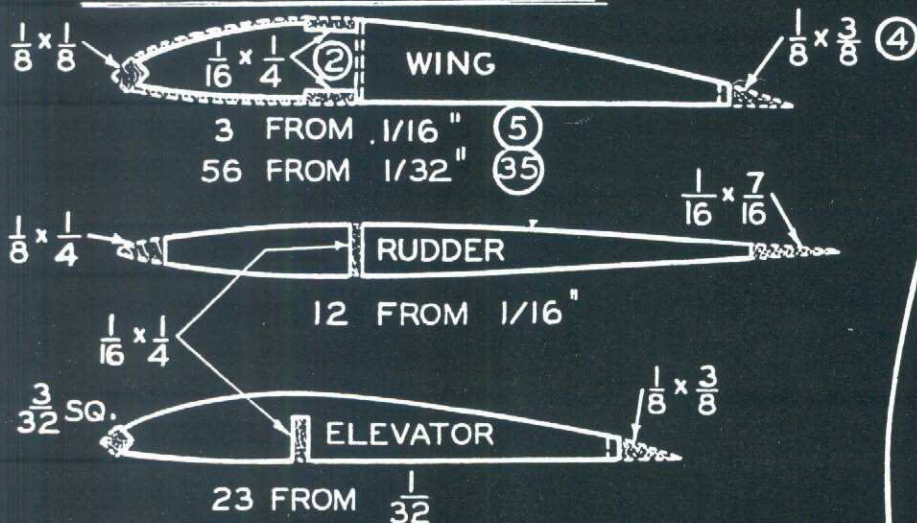 1/8 x 1/8
1/16 x 1/4 ②
WING
1/8 x 3/8 ④
3 FROM .1/16" ⑤
56 FROM 1/32" ㉟
1/8 x 1/4
RUDDER
1/16 x 7/16
12 FROM 1/16"
1/16 x 1/4
3/32 SQ.
ELEVATOR
1/8 x 3/8
23 FROM 1/32